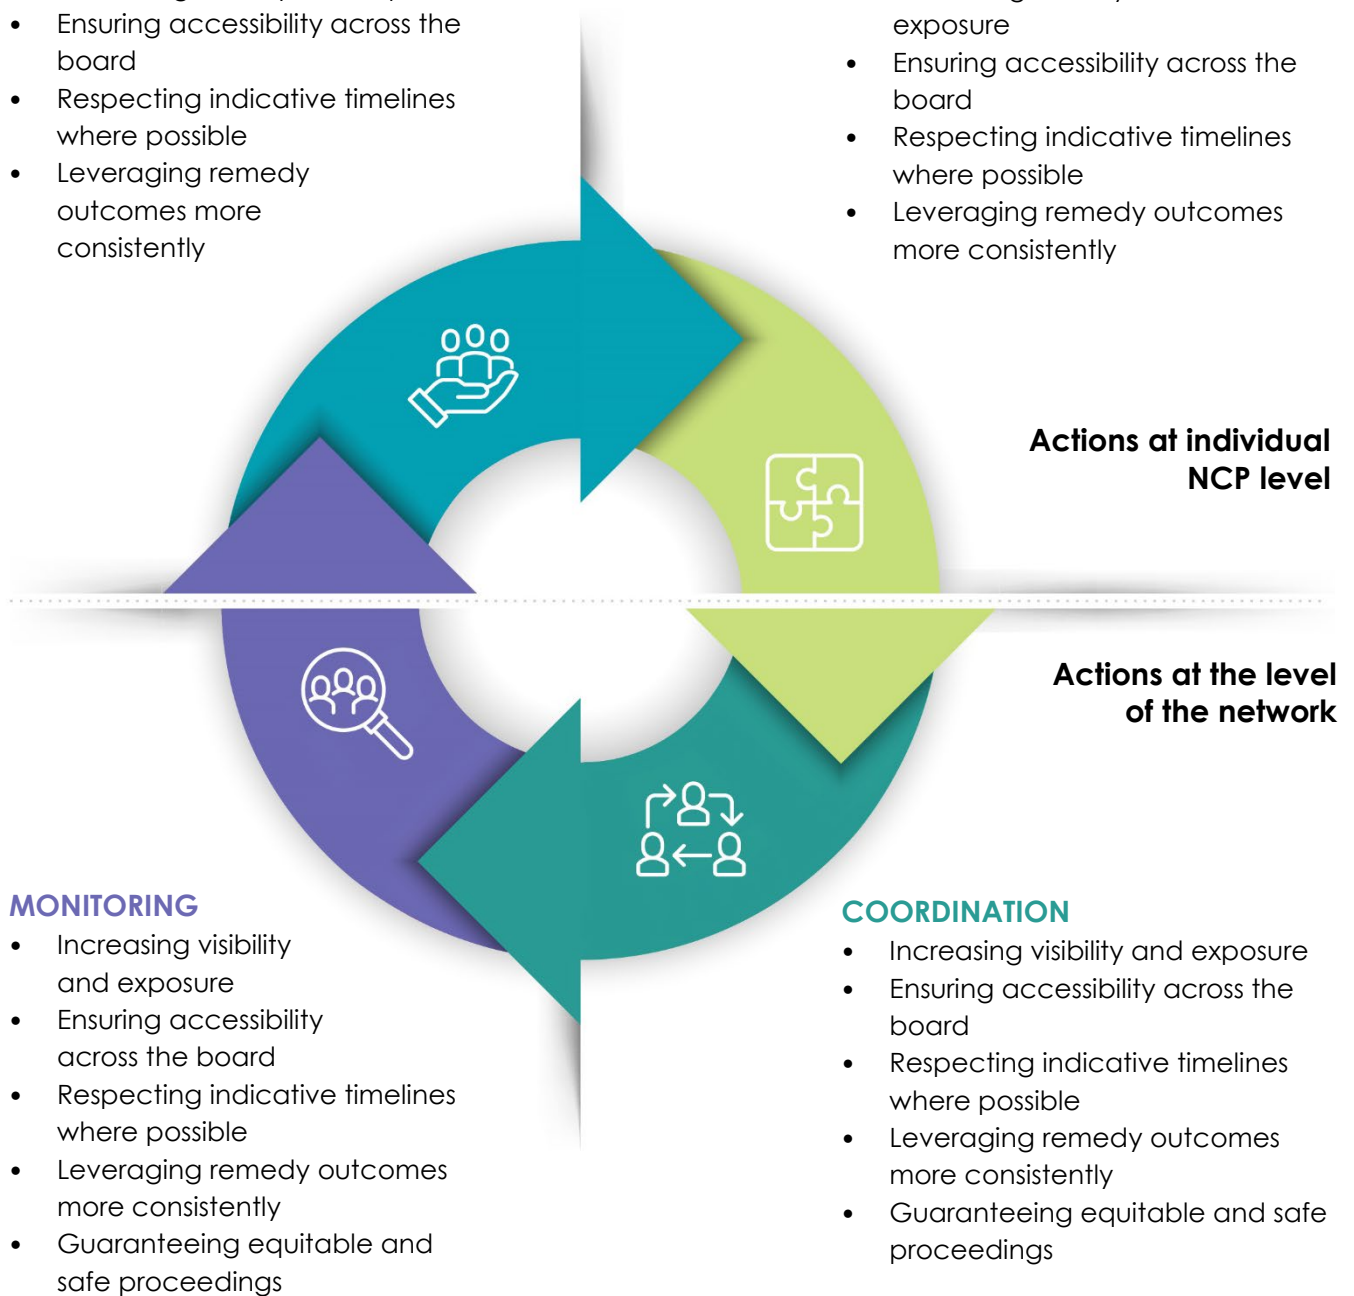 • Ensuring accessibility across the
board
• Respecting indicative timelines
where possible
• Leveraging remedy
outcomes more
consistently
exposure
• Ensuring accessibility across the
board
• Respecting indicative timelines
where possible
• Leveraging remedy outcomes
more consistently
Actions at individual
NCP level
Actions at the level
of the network
MONITORING
• Increasing visibility
and exposure
• Ensuring accessibility
across the board
• Respecting indicative timelines
where possible
• Leveraging remedy outcomes
more consistently
• Guaranteeing equitable and
safe proceedings
COORDINATION
• Increasing visibility and exposure
• Ensuring accessibility across the
board
• Respecting indicative timelines
where possible
• Leveraging remedy outcomes
more consistently
• Guaranteeing equitable and safe
proceedings